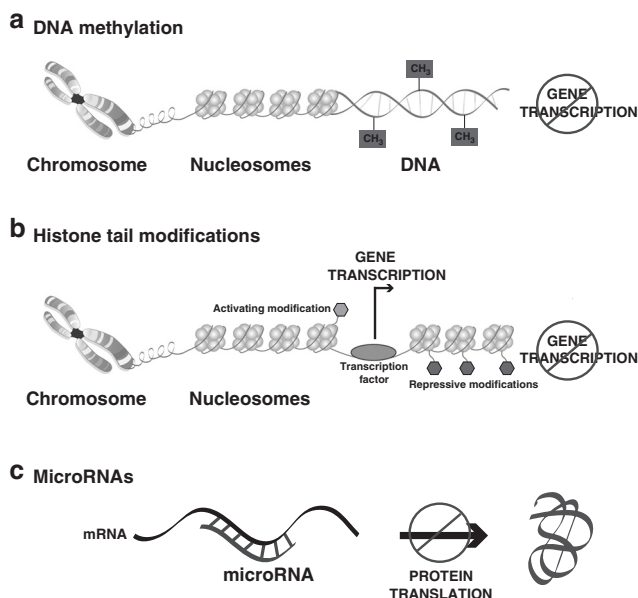 a DNA methylation
CH3
GENE
TRANSCRIPTION
CH3
CH3
Chromosome Nucleosomes DNA
b Histone tail modifications
GENE
TRANSCRIPTION
Activating modification
GENE
TRANSCRIPTION
Transcription
factor
Repressive modifications
Chromosome Nucleosomes
c MicroRNAs
mRNA
microRNA
PROTEIN
TRANSLATION